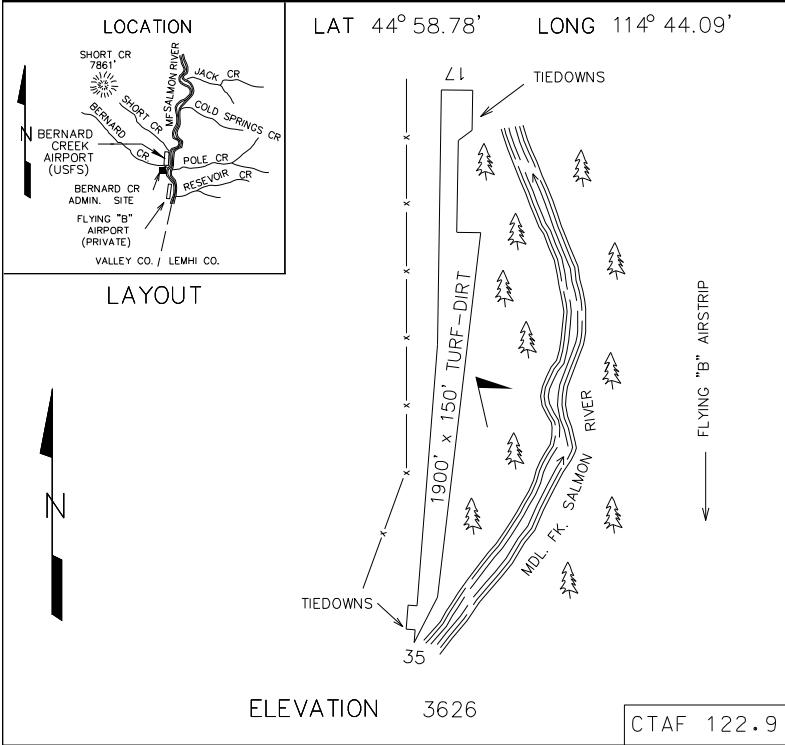 LOCATION
SHORT CR
7861'
MF SALMON RIVER
JACK CR
COLD SPRINGS CR
SHORT CR
BERNARD CR
N
BERNARD
CREEK
AIRPORT
(USFS)
POLE CR
RESEVOIR CR
BERNARD CR
ADMIN. SITE
FLYING "B"
AIRPORT
(PRIVATE)
VALLEY CO. / LEMHI CO.
LAYOUT
N
LAT 44° 58.78' LONG 114° 44.09'
17
TIEDOWNS
1900' x 150' TURF-DIRT
MDL. FK. SALMON RIVER
FLYING "B" AIRSTRIP
TIEDOWNS
35
ELEVATION 3626
CTAF 122.9